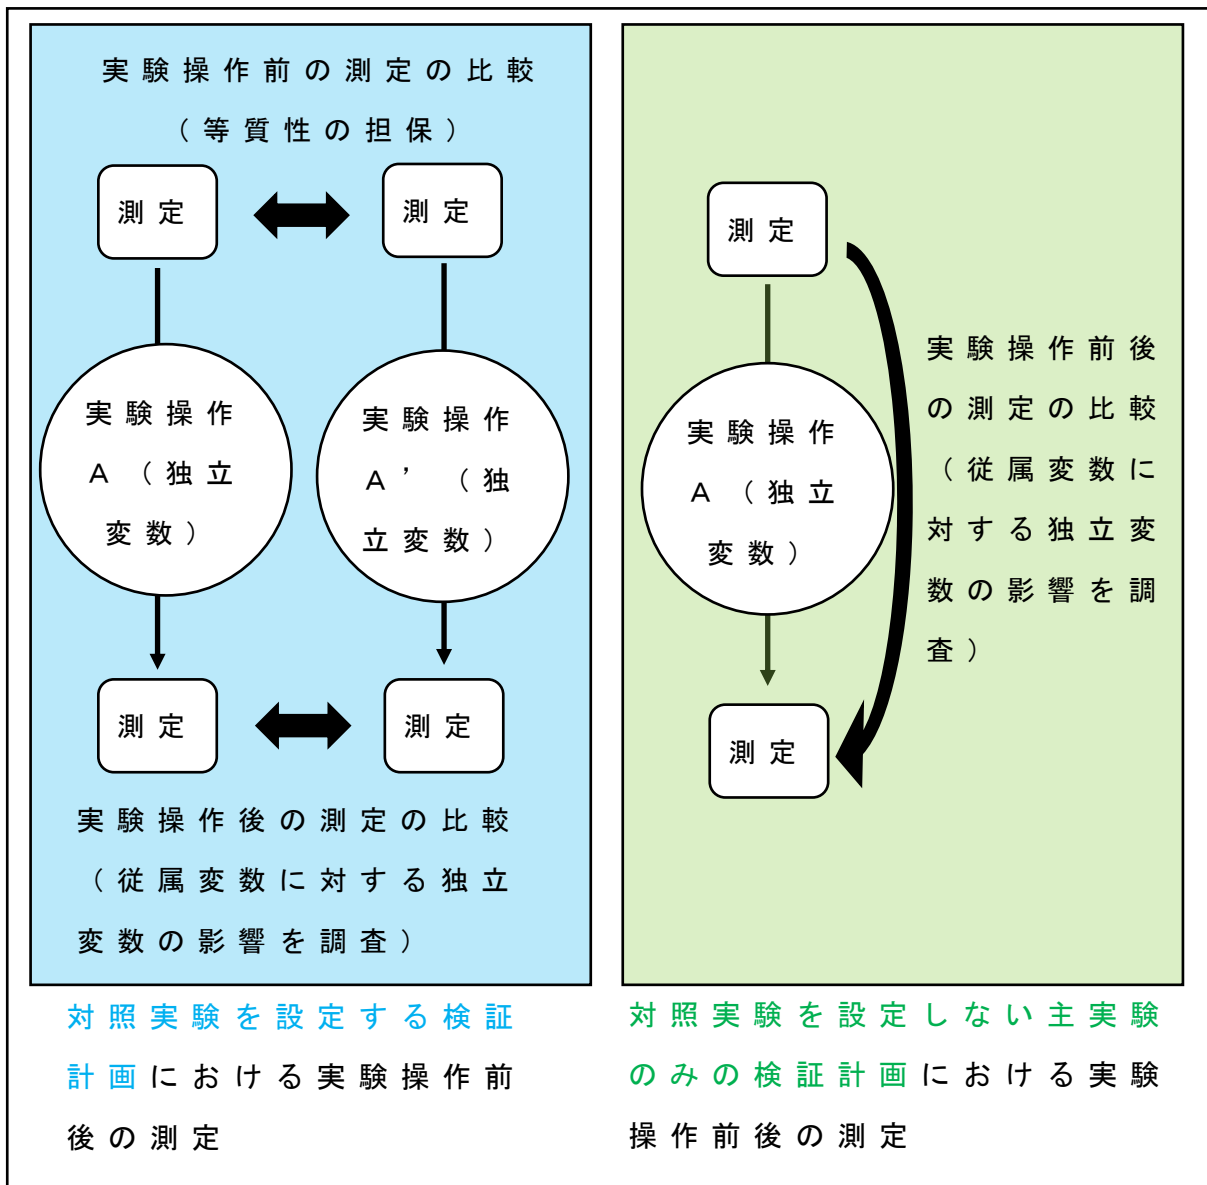 実験操作前の測定の比較
（等質性の担保）
測定
測定
実験操作
A（独立
変数）
実験操作
A’（独
立変数）
測定
測定
実験操作後の測定の比較
（従属変数に対する独立
変数の影響を調査）
対照実験を設定する検証
計画における実験操作前
後の測定
測定
実験操作
A（独立
変数）
測定
実験操作前後
の測定の比較
（従属変数に
対する独立変
数の影響を調
査）
対照実験を設定しない主実験
のみの検証計画における実験
操作前後の測定